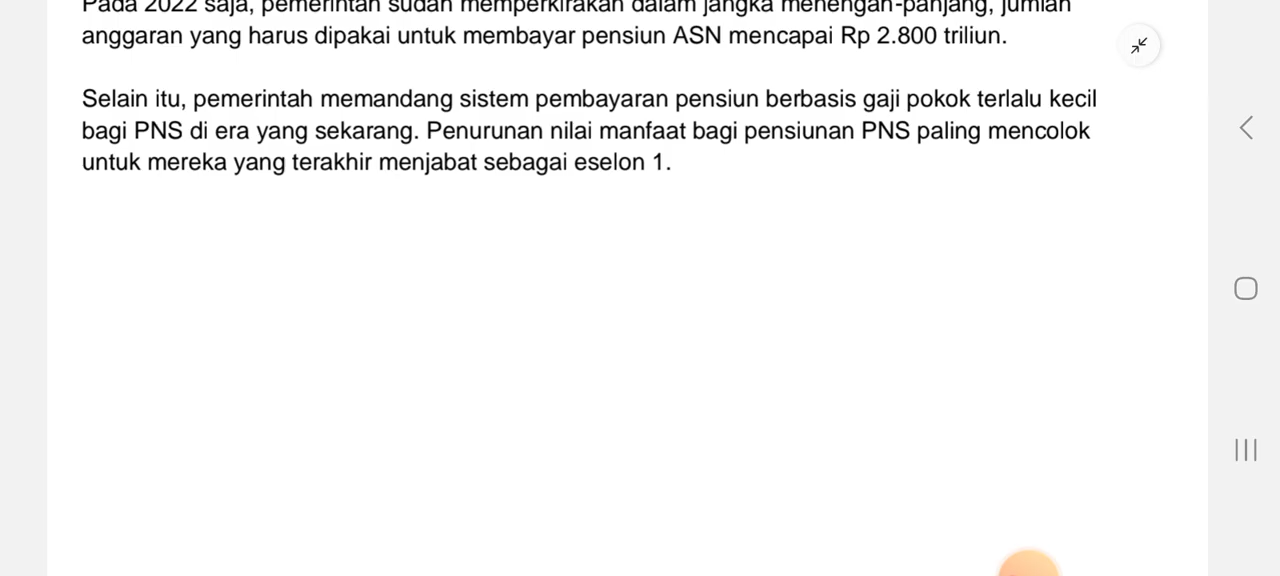 Pada 2022 saja, pemerintah sudah memperkirakan dalam jangka menengah-panjang, jumlah
anggaran yang harus dipakai untuk membayar pensiun ASN mencapai Rp 2.800 triliun.
Selain itu, pemerintah memandang sistem pembayaran pensiun berbasis gaji pokok terlalu kecil
bagi PNS di era yang sekarang. Penurunan nilai manfaat bagi pensiunan PNS paling mencolok
untuk mereka yang terakhir menjabat sebagai eselon 1.